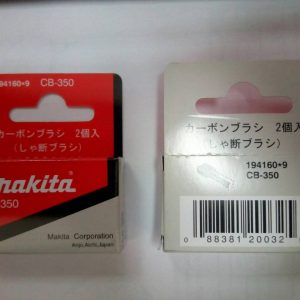 194160*9 CB-350
カーボンブラシ 2個入
(しゃ断ブラシ)
makita
350
Makita Corporation
Anjo, Aichi, Japan
カーボンブラシ 2個入
(しゃ断ブラシ)
194160*9
CB-350
0 88381 20032